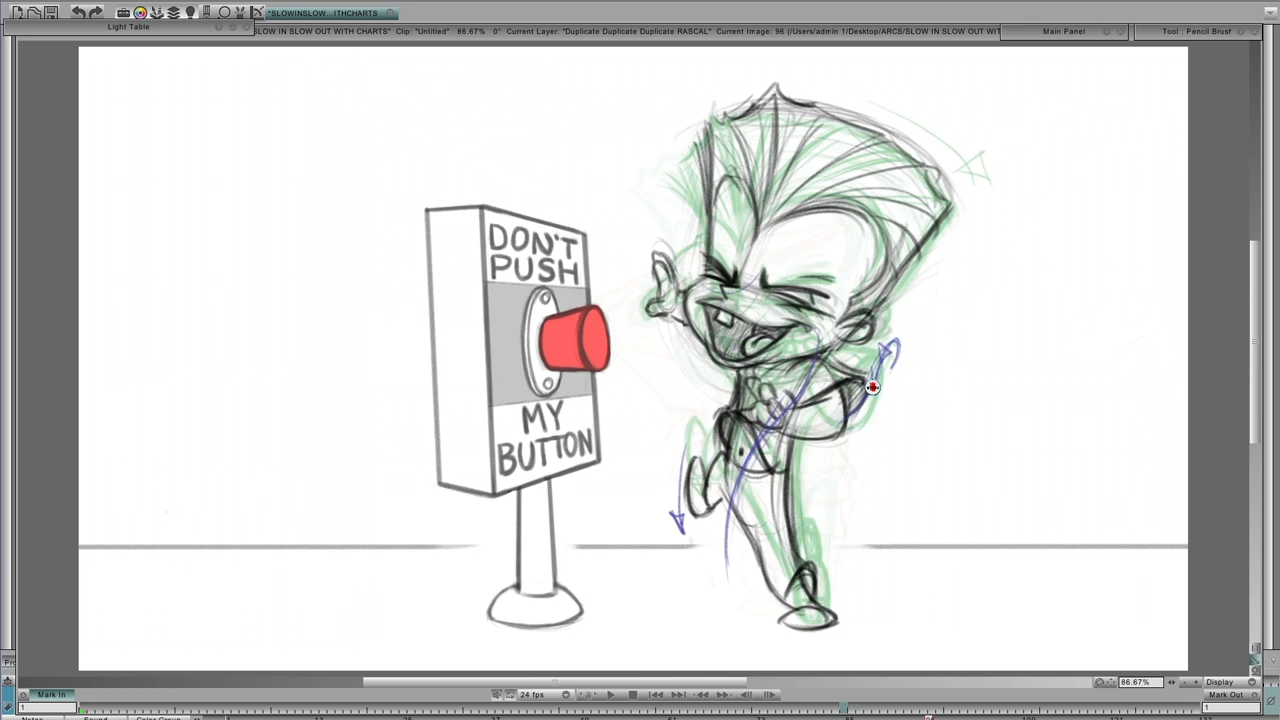 *SLOWINSLOW...ITHCHARTS
Light Table
SLOW IN SLOW OUT WITH CHARTS" Clip: "Untitled" 86.67% 0° Current Layer: "Duplicate Duplicate Duplicate RASCAL" Current Image: 96 (/Users/admin 1/Desktop/ARCS/SLOW IN SLOW OUT WIT
Main Panel
Tool : Pencil Brush
DON'T
PUSH
MY
BUTTON
86.67%
Display
Mark In
24 fps
Mark Out
1
1
Notes
Sound
Color Group